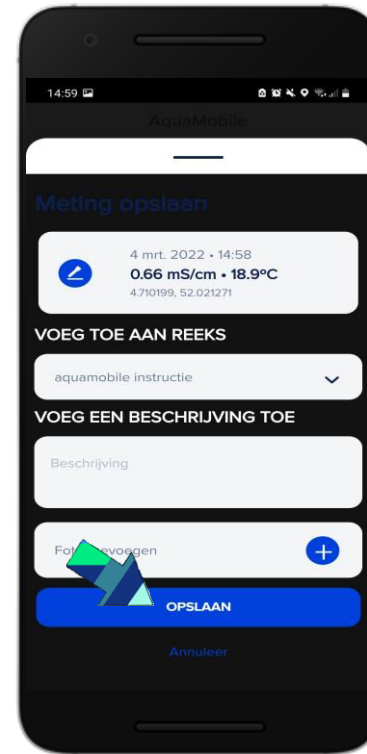 14:59
AquaMobile
Meting opslaan
4 mrt. 2022 • 14:58
0.66 mS/cm • 18.9°C
4.710199, 52.021271
VOEG TOE AAN REEKS
aquamobile instructie
VOEG EEN BESCHRIJVING TOE
Beschrijving
evoegen
OPSLAAN
Annuleer